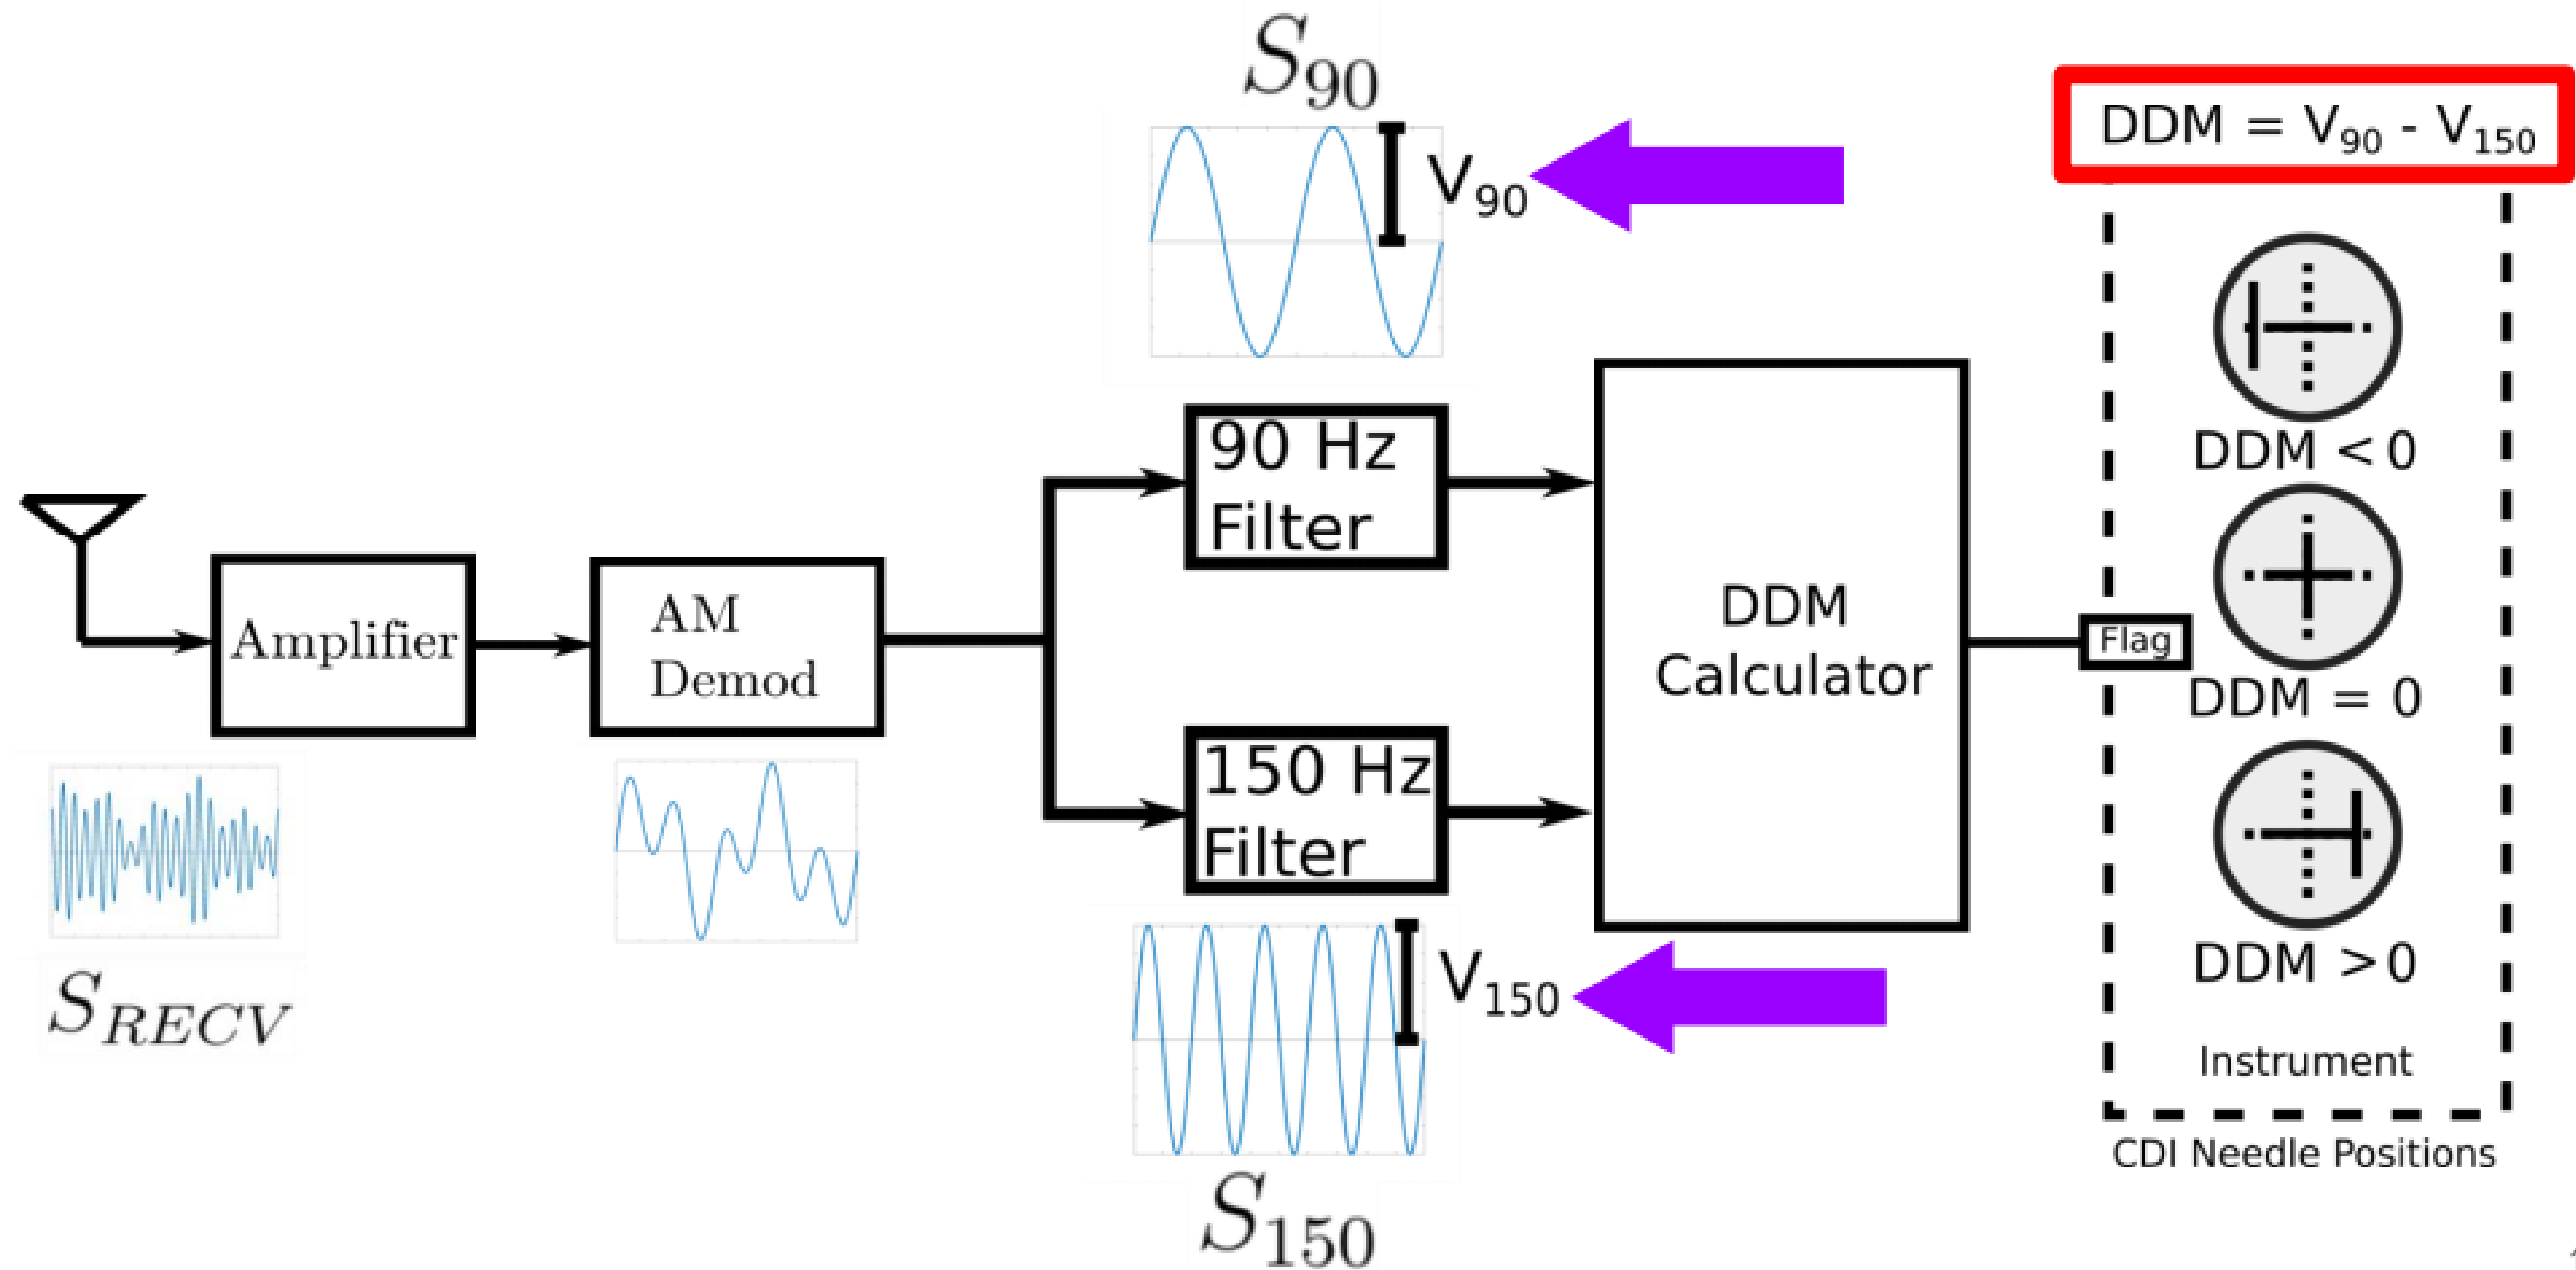 S90
V90
DDM = V90 - V150
90 Hz
Filter
DDM < 0
Amplifier
AM
Demod
DDM
Calculator
Flag
DDM = 0
150 Hz
Filter
DDM > 0
SRECV
V150
Instrument
CDI Needle Positions
S150